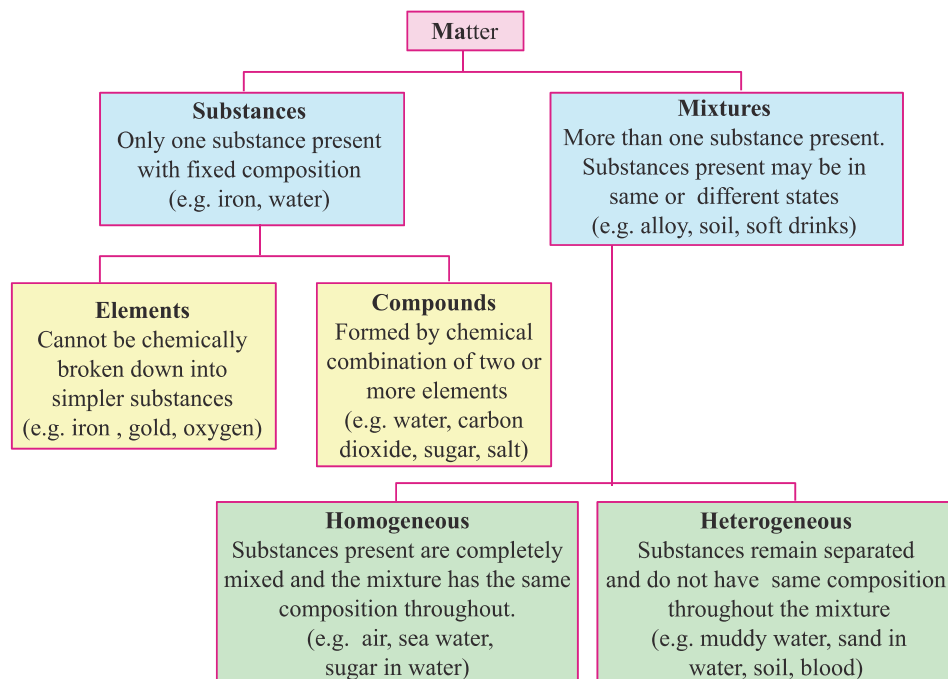 Matter
Substances
Only one substance present
with fixed composition
(e.g. iron, water)
Mixtures
More than one substance present.
Substances present may be in
same or different states
(e.g. alloy, soil, soft drinks)
Elements
Cannot be chemically
broken down into
simpler substances
(e.g. iron , gold, oxygen)
Compounds
Formed by chemical
combination of two or
more elements
(e.g. water, carbon
dioxide, sugar, salt)
Homogeneous
Substances present are completely
mixed and the mixture has the same
composition throughout.
(e.g. air, sea water,
sugar in water)
Heterogeneous
Substances remain separated
and do not have same composition
throughout the mixture
(e.g. muddy water, sand in
water, soil, blood)